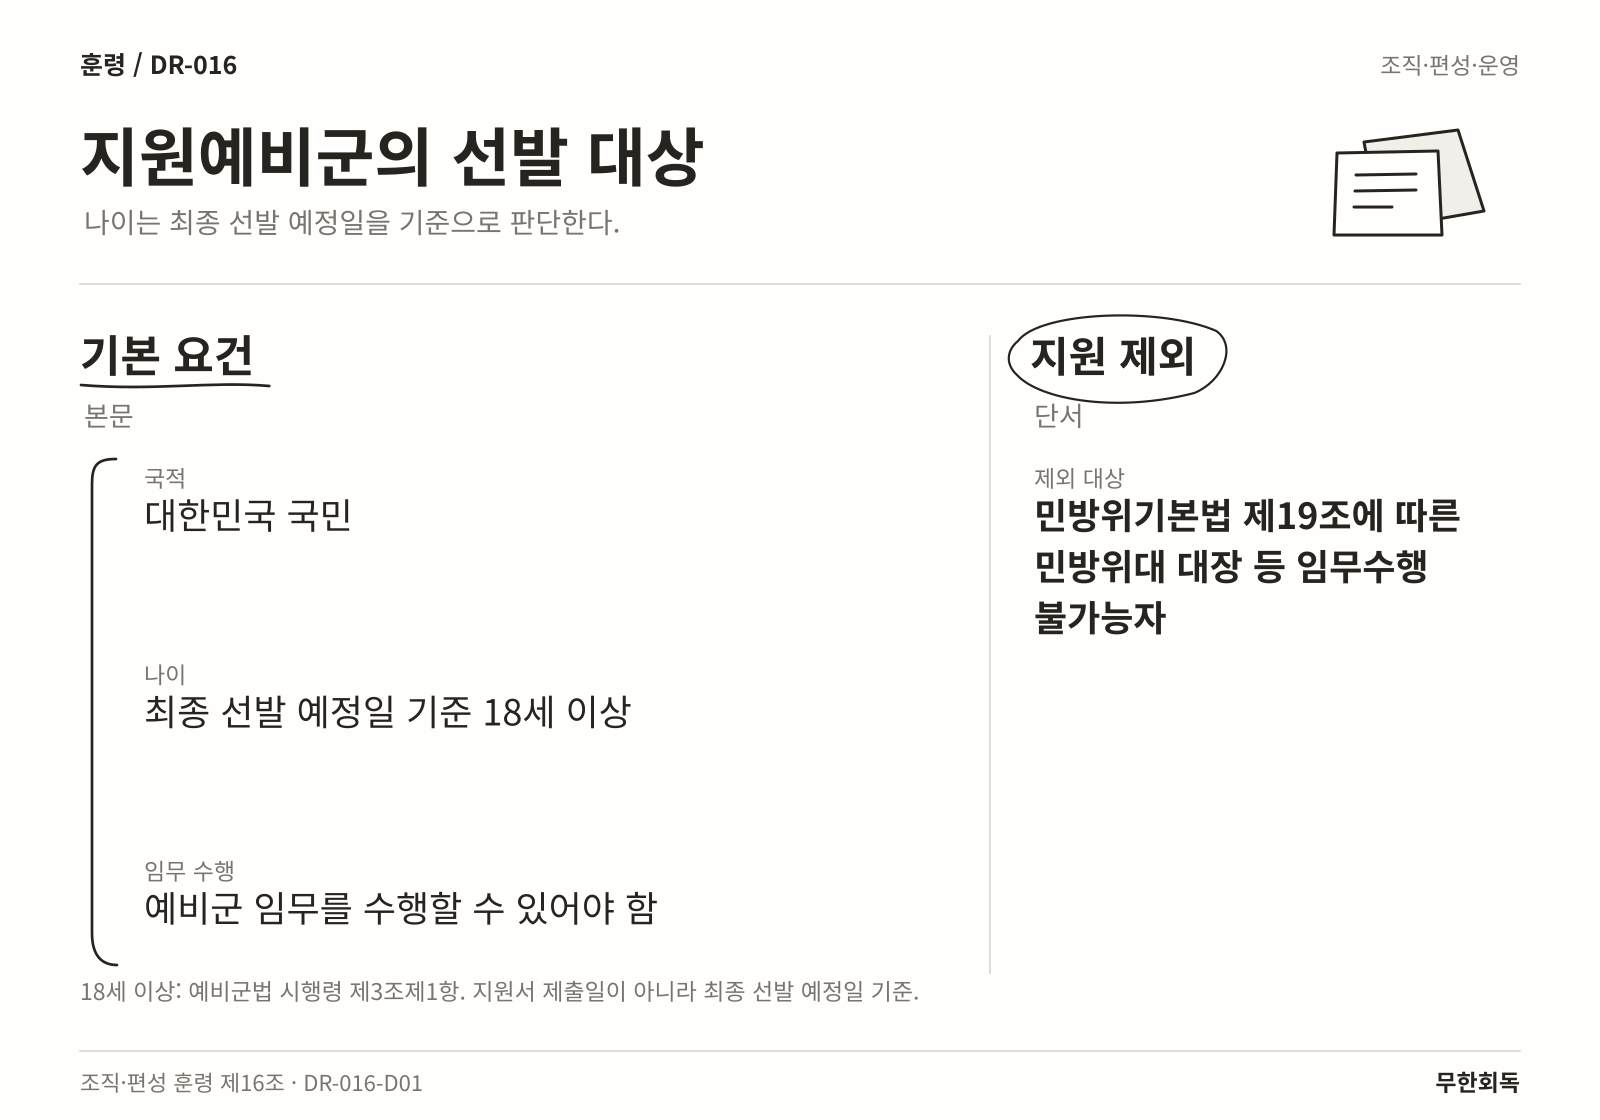 훈령 / DR-016
조직·편성·운영
지원예비군의 선발 대상
나이는 최종 선발 예정일을 기준으로 판단한다.
기본 요건
본문
국적
대한민국 국민
나이
최종 선발 예정일 기준 18세 이상
임무 수행
예비군 임무를 수행할 수 있어야 함
18세 이상: 예비군법 시행령 제3조제1항. 지원서 제출일이 아니라 최종 선발 예정일 기준.
지원 제외
단서
제외 대상
민방위기본법 제19조에 따른
민방위대 대장 등 임무수행
불가능자
조직·편성 훈령 제16조 · DR-016-D01
무한회독